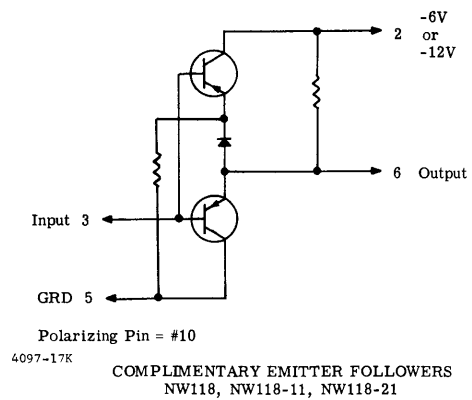 -6V
2 or
-12V
6 Output
Input 3
GRD 5
Polarizing Pin = #10
4097-17K
COMPLIMENTARY EMITTER FOLLOWERS
NW118, NW118-11, NW118-21